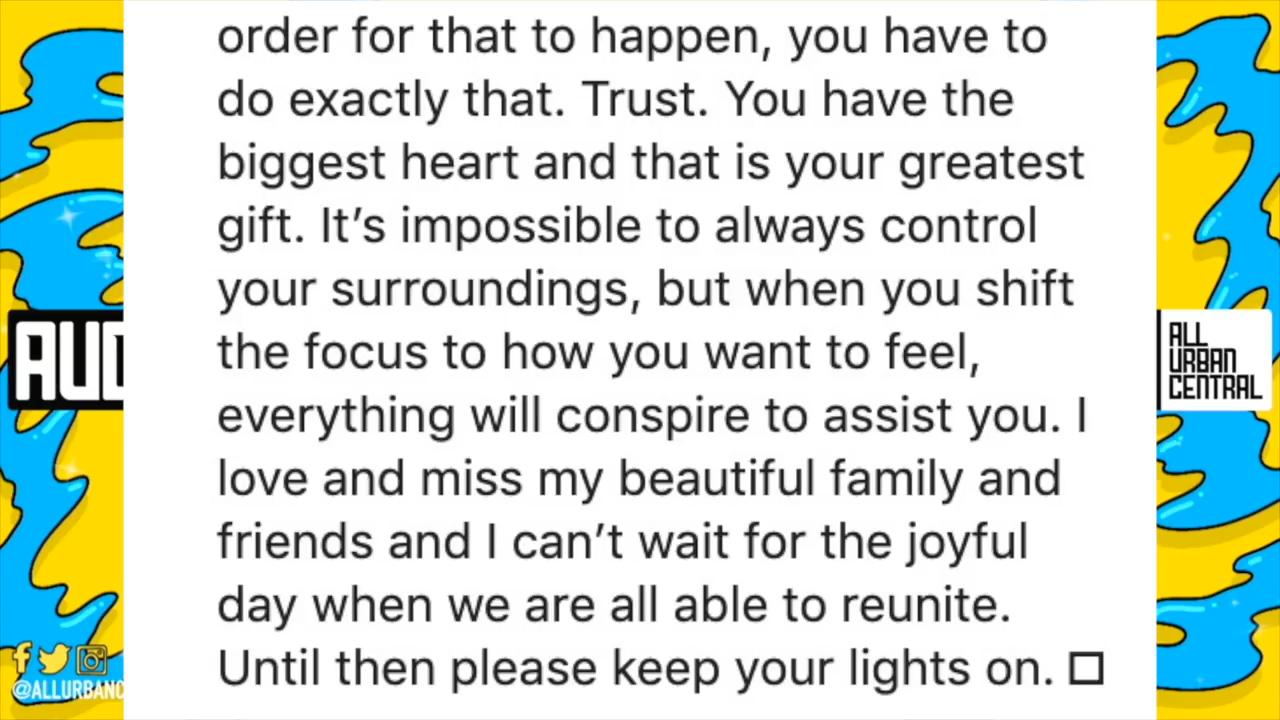 order for that to happen, you have to
do exactly that. Trust. You have the
biggest heart and that is your greatest
gift. It’s impossible to always control
your surroundings, but when you shift
the focus to how you want to feel,
everything will conspire to assist you. I
love and miss my beautiful family and
friends and I can’t wait for the joyful
day when we are all able to reunite.
Until then please keep your lights on.
ALL
URBAN
CENTRAL
@ALLURBANC